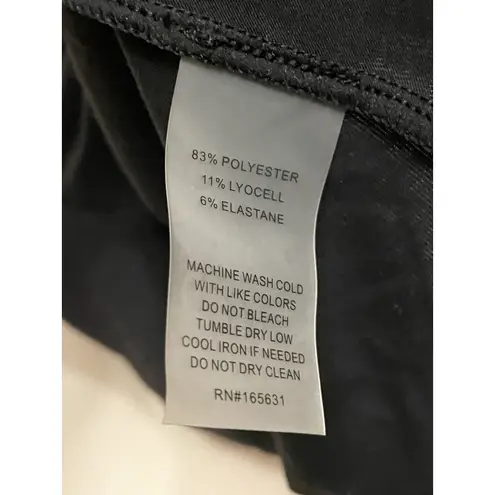 83% POLYESTER
11% LYOCELL
6% ELASTANE
MACHINE WASH COLD
WITH LIKE COLORS
DO NOT BLEACH
TUMBLE DRY LOW
COOL IRON IF NEEDED
DO NOT DRY CLEAN
RN#165631